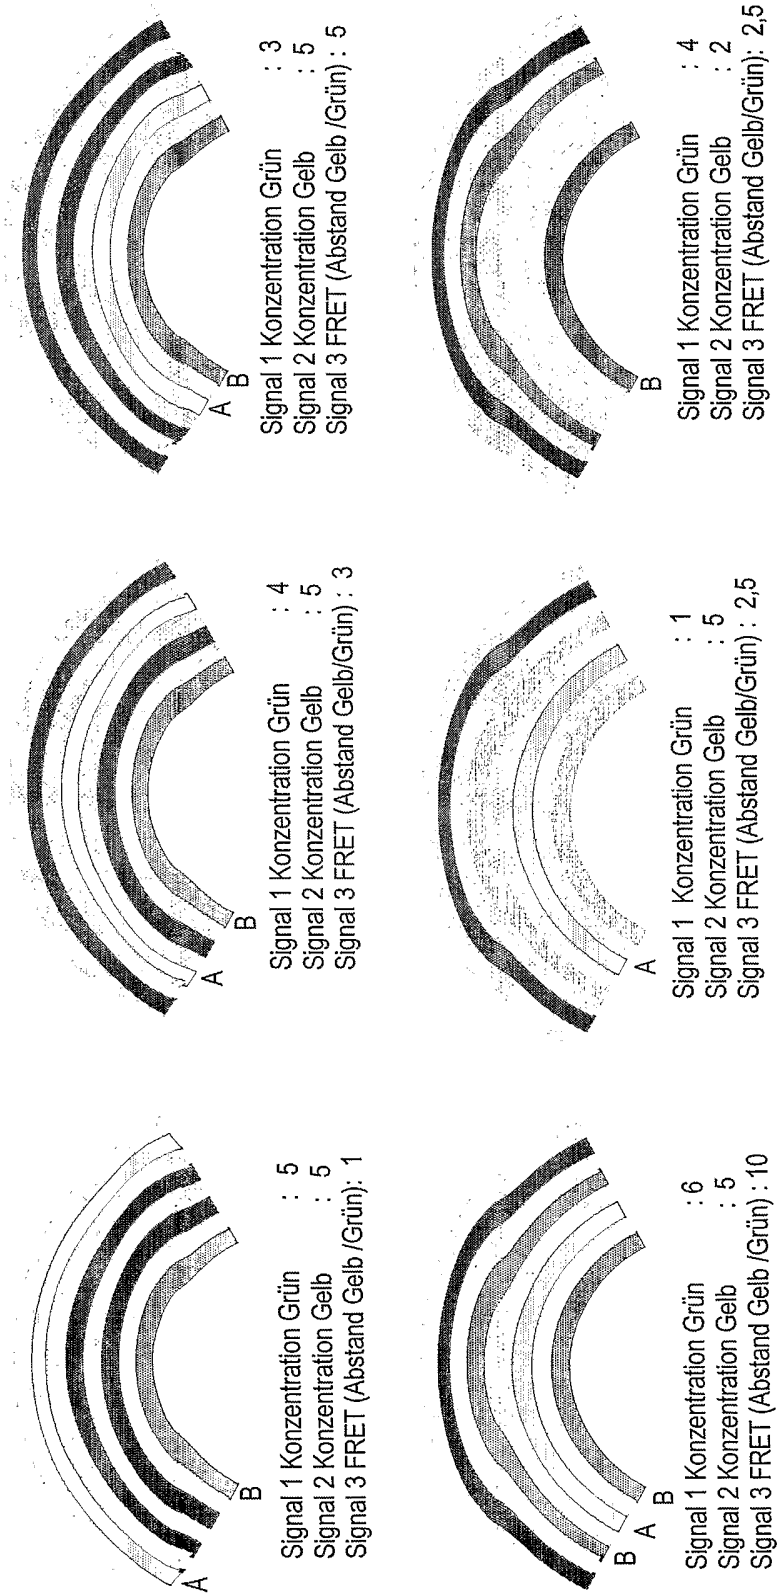 A
B
Signal 1 Konzentration Grün : 5
Signal 2 Konzentration Gelb : 5
Signal 3 FRET (Abstand Gelb /Grün): 1
A
B
Signal 1 Konzentration Grün : 4
Signal 2 Konzentration Gelb : 5
Signal 3 FRET (Abstand Gelb/Grün) : 3
A
B
Signal 1 Konzentration Grün : 3
Signal 2 Konzentration Gelb : 5
Signal 3 FRET (Abstand Gelb /Grün) : 5
B
A
B
Signal 1 Konzentration Grün : 6
Signal 2 Konzentration Gelb : 5
Signal 3 FRET (Abstand Gelb /Grün) : 10
A
Signal 1 Konzentration Grün : 1
Signal 2 Konzentration Gelb : 5
Signal 3 FRET (Abstand Gelb/Grün) : 2,5
B
Signal 1 Konzentration Grün : 4
Signal 2 Konzentration Gelb : 2
Signal 3 FRET (Abstand Gelb/Grün): 2,5